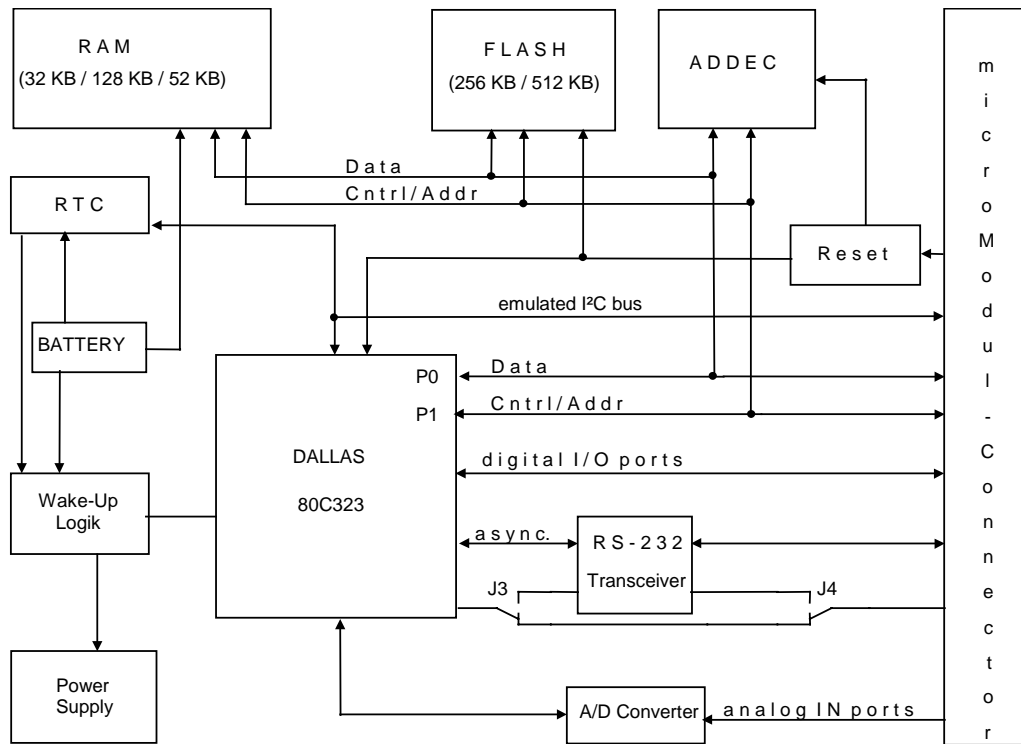 RAM
(32 KB / 128 KB / 52 KB)
FLASH
(256 KB / 512 KB)
ADDEC
Data
Cntrl/Addr
RTC
Reset
emulated I²C bus
BATTERY
P0
Data
P1
Cntrl/Addr
DALLAS
80C323
digital I/O ports
Wake-Up
Logik
async.
RS-232
Transceiver
J3
J4
Power
Supply
A/D Converter
analog IN ports
microModul-Connector